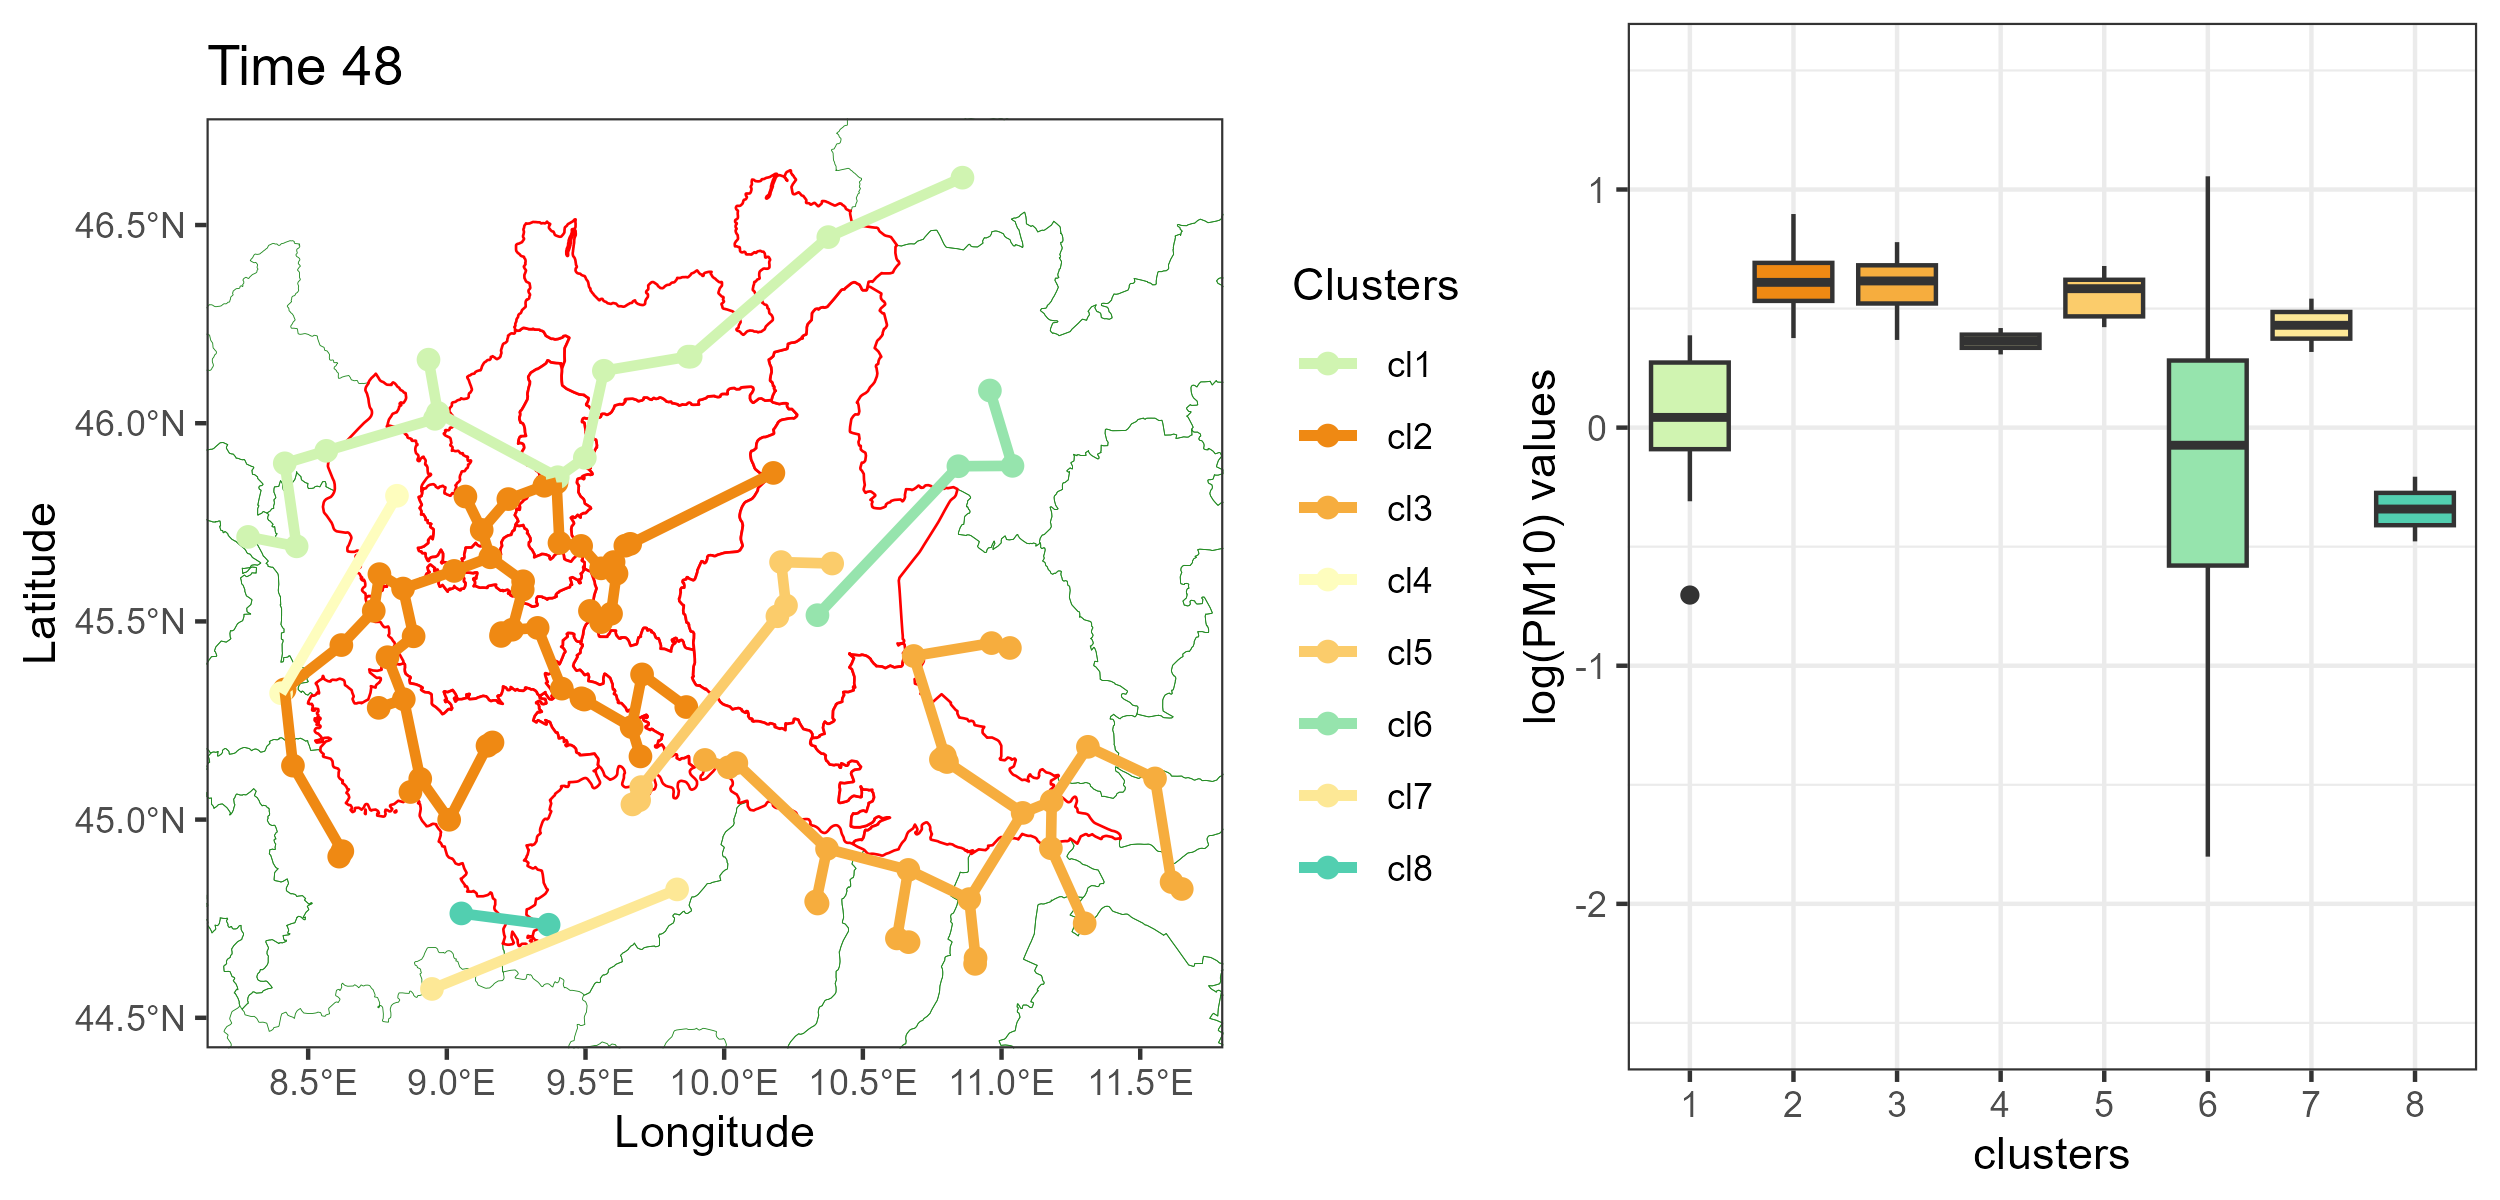 Time 48
46.5°N
46.0°N
45.5°N
45.0°N
44.5°N
Latitude
8.5°E 9.0°E 9.5°E 10.0°E 10.5°E 11.0°E 11.5°E
Longitude
Clusters
cl1
cl2
cl3
cl4
cl5
cl6
cl7
cl8
log(PM10) values
1
0
-1
-2
1 2 3 4 5 6 7 8
clusters